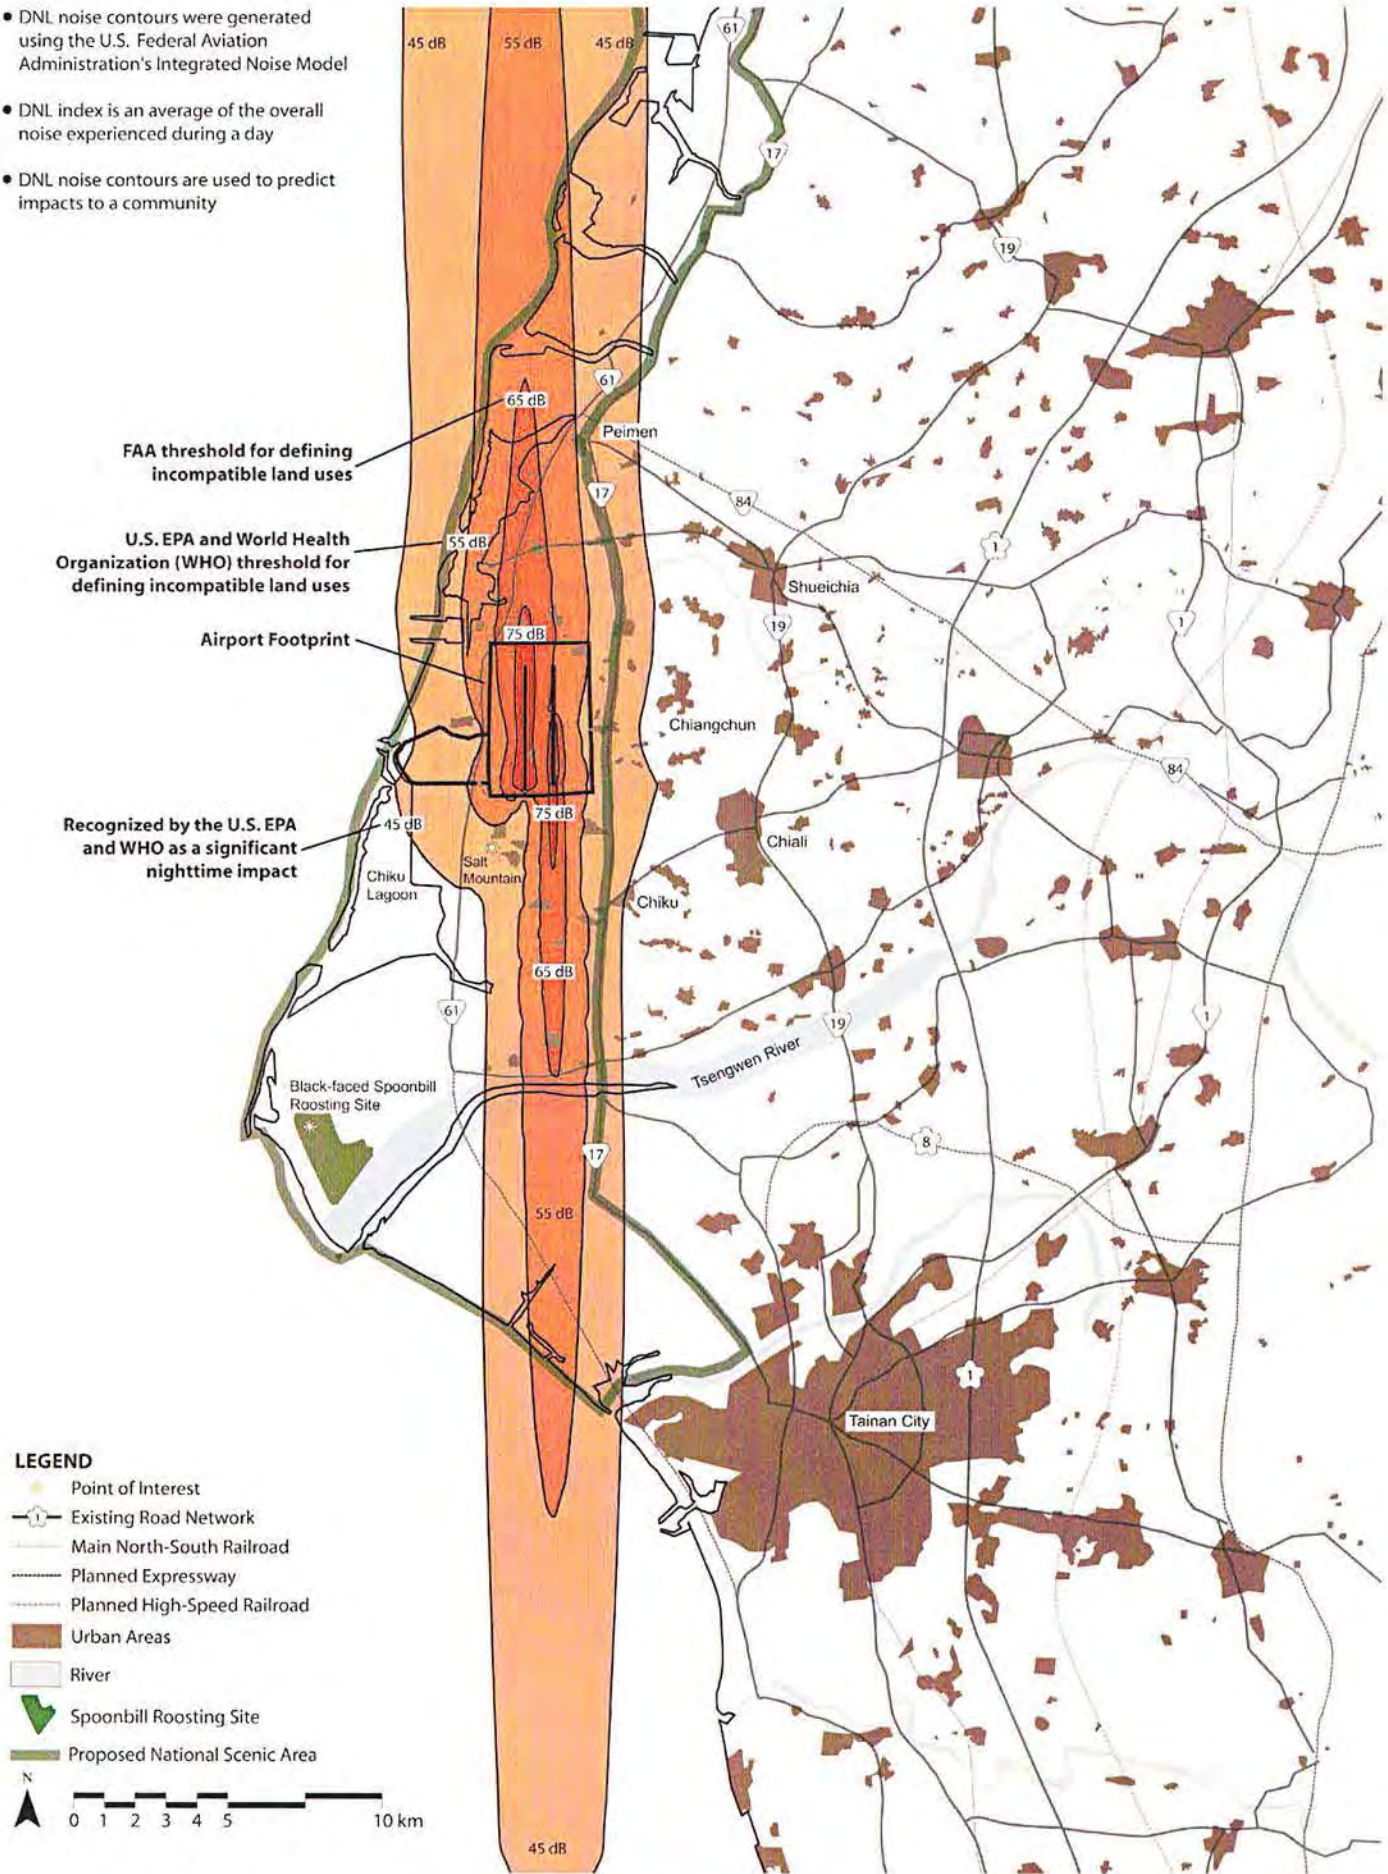 • DNL noise contours were generated
using the U.S. Federal Aviation
Administration's Integrated Noise Model
• DNL index is an average of the overall
noise experienced during a day
• DNL noise contours are used to predict
impacts to a community
45 dB
55 dB
45 dB
61
17
19
65 dB
61
FAA threshold for defining
incompatible land uses
Peimen
17
84
55 dB
U.S. EPA and World Health
Organization (WHO) threshold for
defining incompatible land uses
1
Shueichia
19
1
75 dB
Airport Footprint
Chiangchun
84
75 dB
45 dB
Recognized by the U.S. EPA
and WHO as a significant
nighttime impact
Chiali
Salt
Mountain
Chiku
Lagoon
Chiku
65 dB
61
19
1
Tsengwen River
Black-faced Spoonbill
Roosting Site
8
17
55 dB
1
Tainan City
LEGEND
Point of Interest
1 Existing Road Network
Main North-South Railroad
Planned Expressway
Planned High-Speed Railroad
Urban Areas
River
Spoonbill Roosting Site
Proposed National Scenic Area
N
0 1 2 3 4 5 10 km
45 dB